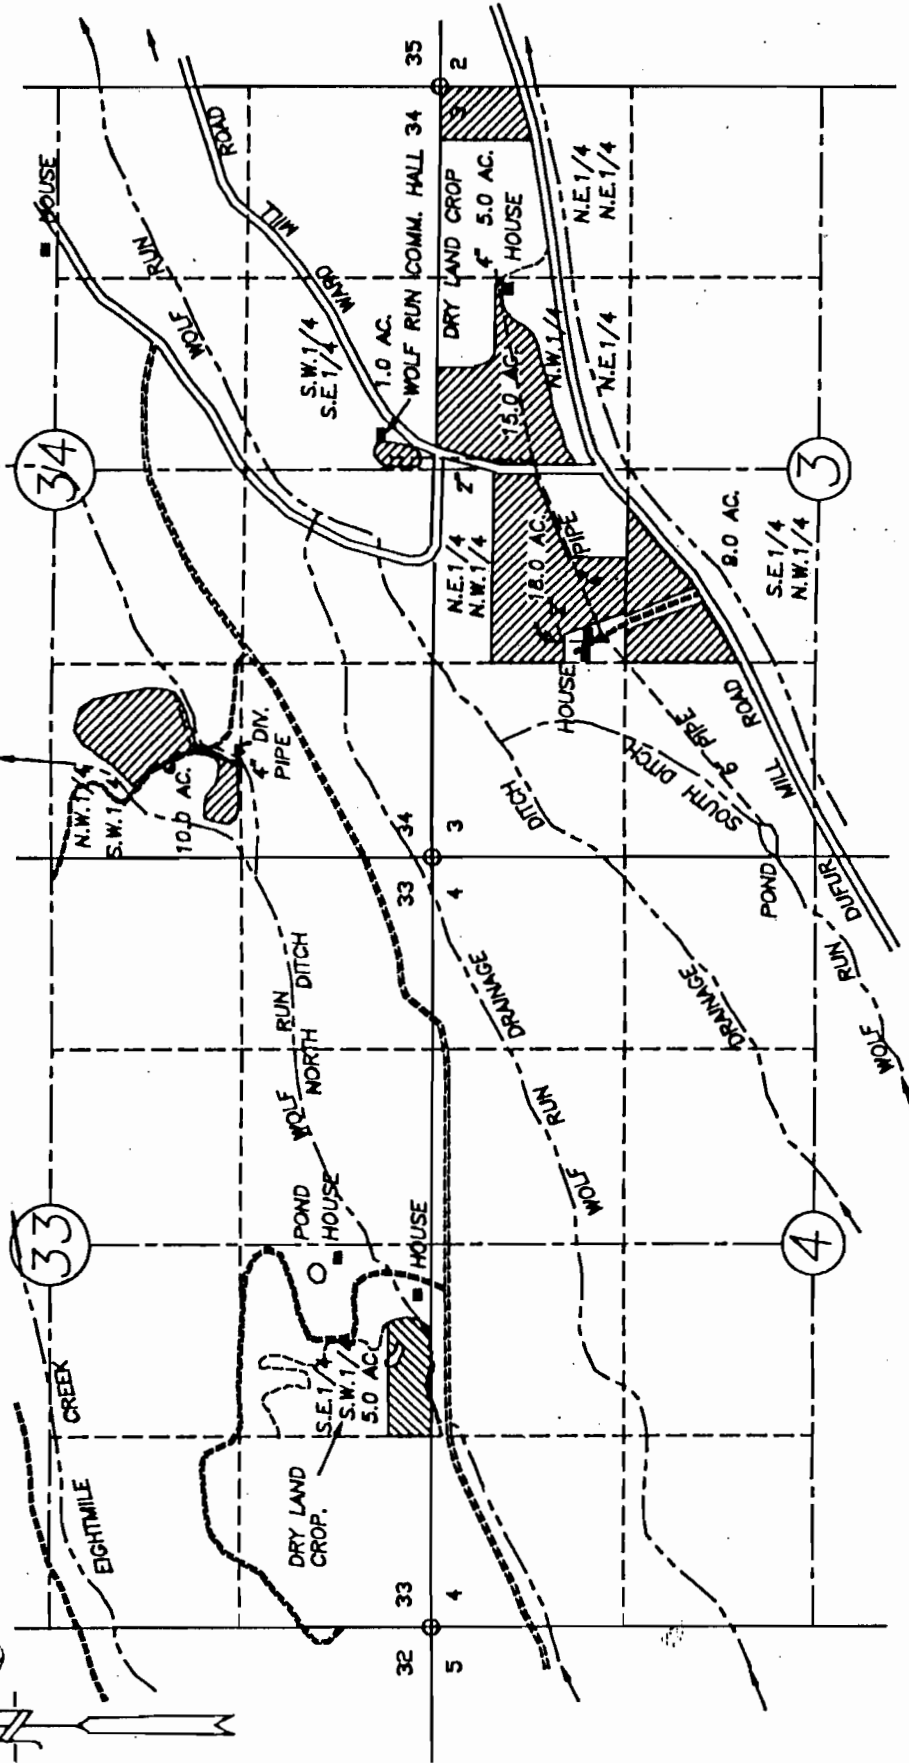 33
34
EIGHTMILE
CREEK
HOUSE
ROAD
WOLF
RUN
WARD
MILL
N.W.1/4
S.W.1/4
10.0 AC.
4" DIV.
PIPE
S.W.1/4
S.E.1/4
1.0 AC.
WOLF RUN COMM. HALL
WOLF RUN
NORTH DITCH
POND
HOUSE
HOUSE
S.E.1/4
S.W.1/4
5.0 AC.
DRY LAND
CROP.
32
33
33
34
34
35
5
4
4
3
3
2
WOLF
RUN
DRAINAGE
DRAINAGE
DITCH
SOUTH DITCH
N.E.1/4
N.W.1/4
18.0 AC.
2"
PIPE
HOUSE
15.0 AC.
N.W.1/4
N.E.1/4
DRY LAND CROP
4" 5.0 AC.
HOUSE
N.E.1/4
N.E.1/4
8.0 AC.
S.E.1/4
N.W.1/4
6" PIPE
POND
WOLF
RUN
DUFUR
MILL
ROAD
4
3